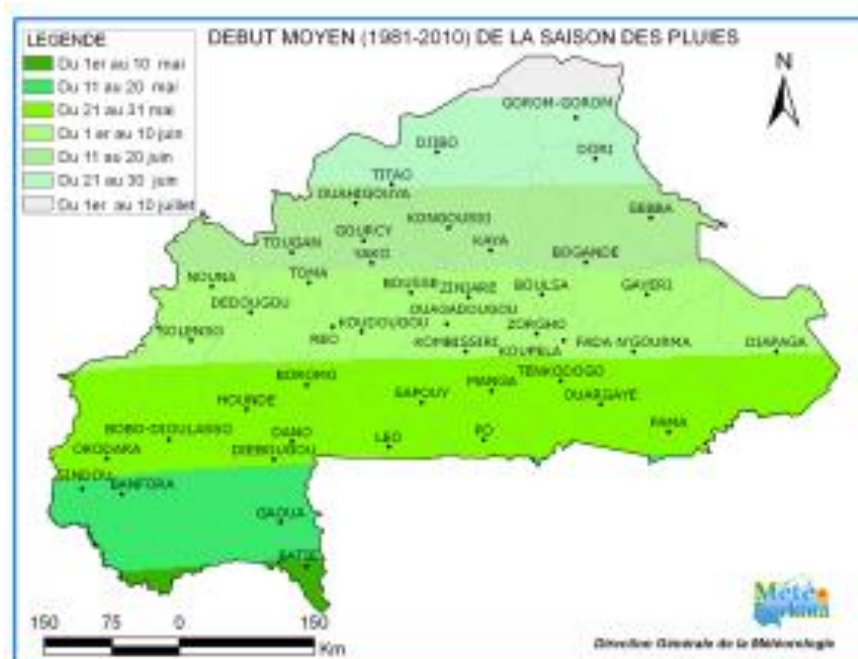 DEBUT MOYEN (1981-2010) DE LA SAISON DES PLUIES
LEGENDE
Du 1er au 10 mai
Du 11 au 20 mai
Du 21 au 31 mai
Du 1 er au 10 juin
Du 11 au 20 juin
Du 21 au 30 juin
Du 1er au 10 juillet
N
GOROM-GOROM
DJIBO
DORI
TITAO
OUAHIGOUYA
SEBBA
KONGOUSSI
GOURCY
TOUGAN
KAYA
YAKO
BOGANDE
NOUNA
TOMA
BOUSSE
ZINIARE
BOULSA
GAYERI
DEDOUGOU
OUAGADOUGOU
SOLENSO
REO
KOUDOUGOU
ZORGHO
KOMBISSIRI
KOUPELA
FADA N'GOURMA
DIAPAGA
BOROMO
TENKODOGO
MANGA
HOUNDE
SAPOUY
OUARGAYE
BOBO-DIOULASSO
DANO
LEO
PO
PAMA
ORODARA
DIEBOUGOU
SINDOU
BANFORA
GAOUA
BATIE
150 75 0 150
Km
Météo
Burkina
Direction Générale de la Météorologie